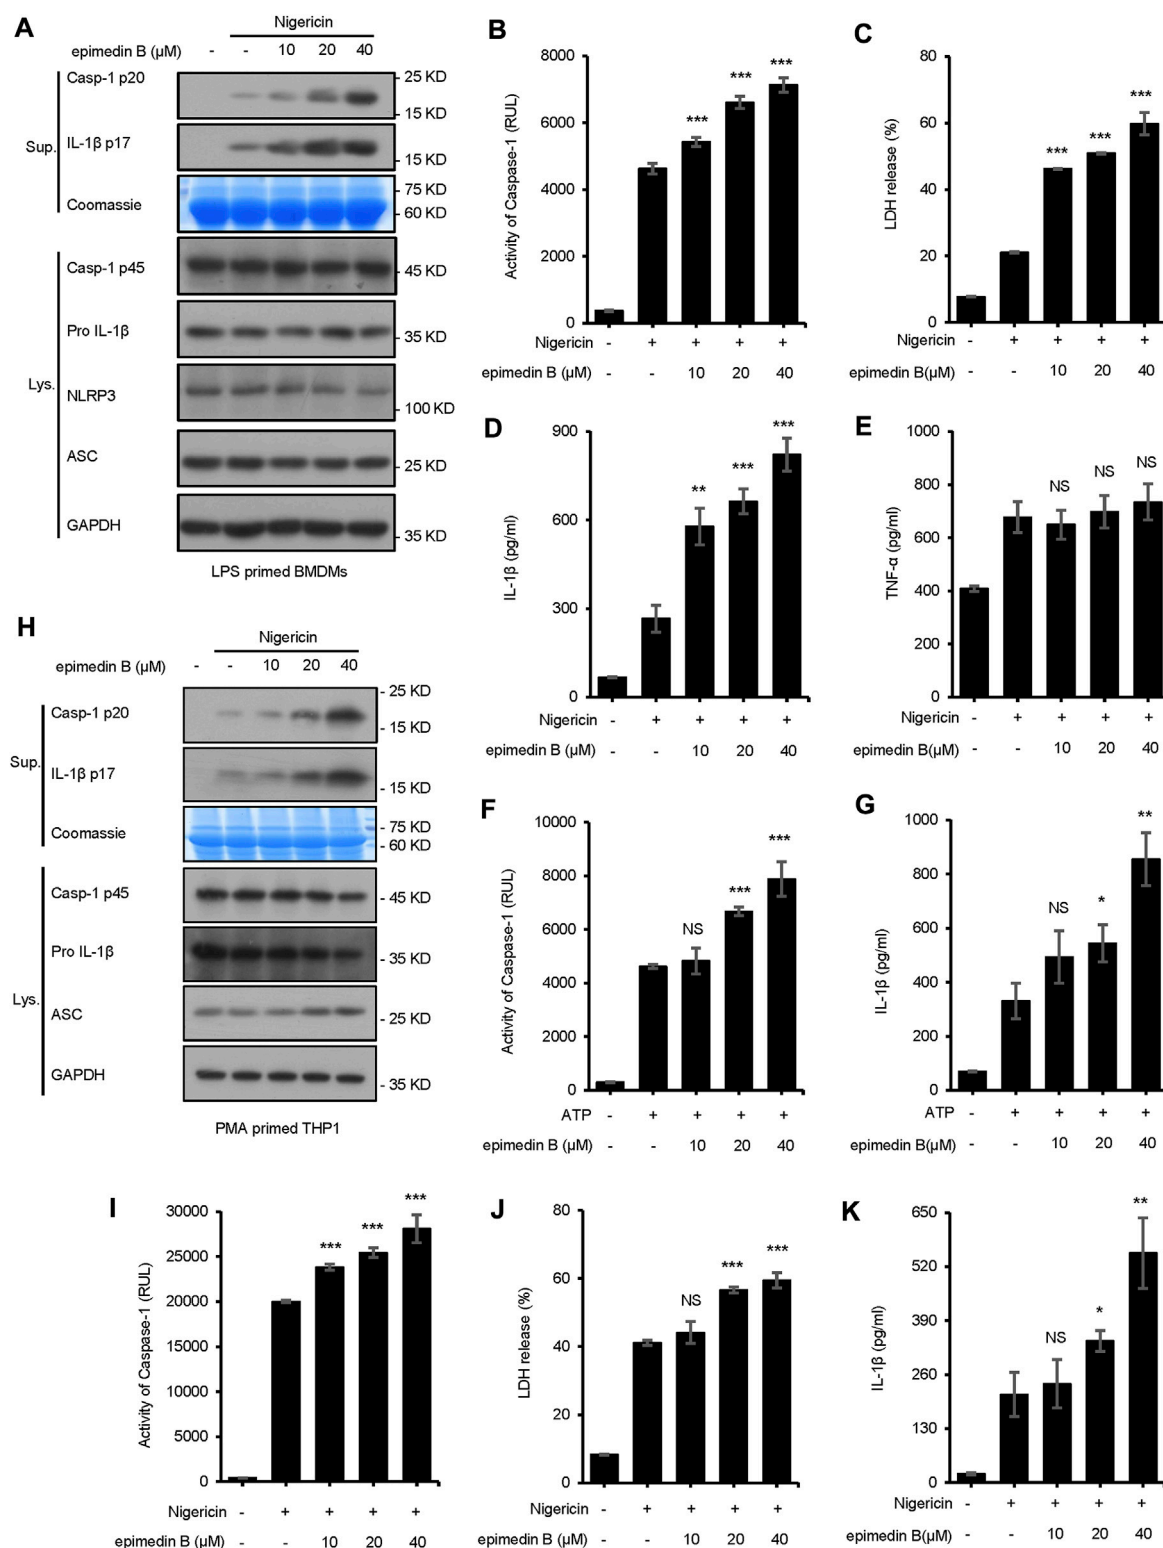 A
Nigericin
epimedin B (µM) - - 10 20 40
Sup.
Casp-1 p20
25 KD
15 KD
IL-1β p17
15 KD
Coomassie
75 KD
60 KD
Lys.
Casp-1 p45
45 KD
Pro IL-1β
35 KD
NLRP3
100 KD
ASC
25 KD
GAPDH
35 KD
LPS primed BMDMs
B
Activity of Caspase-1 (RUL)
8000
6000
4000
2000
0
*** *** ***
Nigericin - + + + +
epimedin B (µM) - - 10 20 40
C
LDH release (%)
80
60
40
20
0
*** *** ***
Nigericin - + + + +
epimedin B(µM) - - 10 20 40
D
IL-1β (pg/ml)
900
600
300
0
** *** ***
Nigericin - + + + +
epimedin B (µM) - - 10 20 40
E
TNF-α (pg/ml)
1000
800
600
400
200
0
NS NS NS
Nigericin - + + + +
epimedin B(µM) - - 10 20 40
H
Nigericin
epimedin B (µM) - - 10 20 40
Sup.
Casp-1 p20
- 25 KD
- 15 KD
IL-1β p17
- 15 KD
Coomassie
- 75 KD
- 60 KD
Lys.
Casp-1 p45
- 45 KD
Pro IL-1β
- 35 KD
ASC
- 25 KD
GAPDH
- 35 KD
PMA primed THP1
F
Activity of Caspase-1 (RUL)
10000
8000
6000
4000
2000
0
NS *** ***
ATP - + + + +
epimedin B (µM) - - 10 20 40
G
IL-1β (pg/ml)
1000
800
600
400
200
0
NS * **
ATP - + + + +
epimedin B(µM) - - 10 20 40
I
Activity of Caspase-1 (RUL)
30000
25000
20000
15000
10000
5000
0
*** *** ***
Nigericin - + + + +
epimedin B (µM) - - 10 20 40
J
LDH release (%)
80
60
40
20
0
NS *** ***
Nigericin - + + + +
epimedin B (µM) - - 10 20 40
K
IL-1β (pg/ml)
650
520
390
260
130
0
NS * **
Nigericin - + + + +
epimedin B(µM) - - 10 20 40